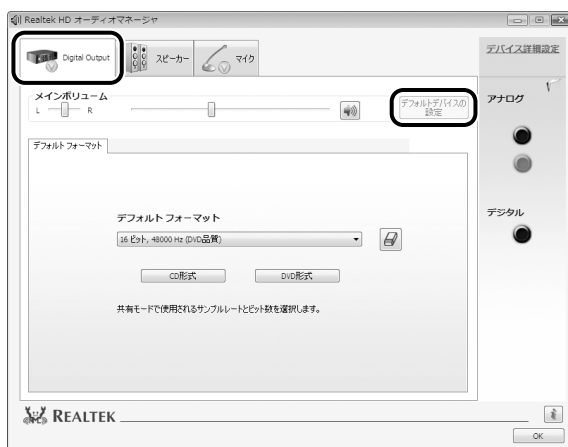 Realtek HD オーディオマネージャ
Digital Output
スピーカー
マイク
デバイス詳細設定
メインボリューム
L
R
デフォルトデバイスの
設定
アナログ
デフォルト フォーマット
デフォルト フォーマット
16 ビット, 48000 Hz (DVD品質)
CD形式
DVD形式
共有モードで使用されるサンプルレートとビット数を選択します。
デジタル
REALTEK
OK